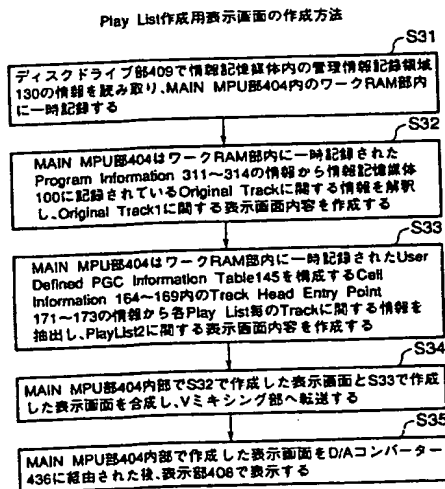 Play List作成用表示画面の作成方法
S31
ディスクドライブ部409で情報記憶媒体内の管理情報記録領域
130の情報を読み取り、MAIN MPU部404内のワークRAM部内
に一時記録する
S32
MAIN MPU部404はワークRAM部内に一時記録された
Program Information 311〜314の情報から情報記憶媒体
100に記録されているOriginal Trackに関する情報を解釈
し、Original Track1に関する表示画面内容を作成する
S33
MAIN MPU部404はワークRAM部内に一時記録されたUser
Defined PGC Information Table145を構成するCell
Information 164〜169内のTrack Head Entry Point
171〜173の情報から各Play List毎のTrackに関する情報を
抽出し、PlayList2に関する表示画面内容を作成する
S34
MAIN MPU部404内部でS32で作成した表示画面とS33で作成
した表示画面を合成し、Vミキシング部へ転送する
S35
MAIN MPU部404内部で作成した表示画面をD/Aコンバーター
436に経由された後、表示部408で表示する